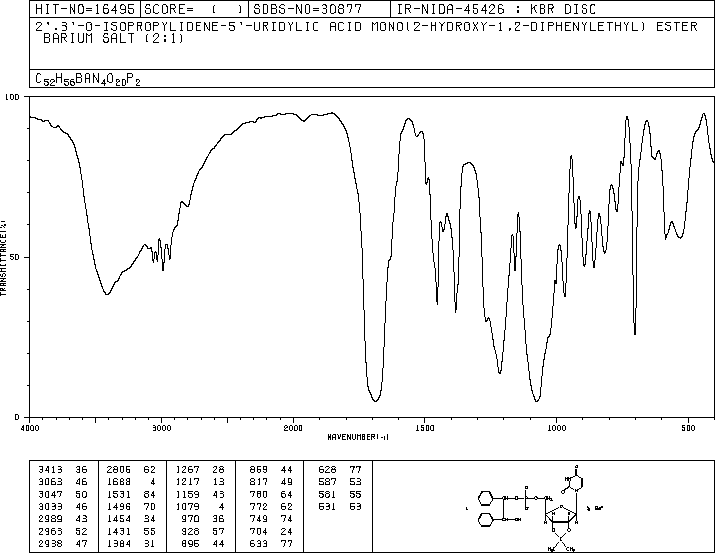 HIT-NO=16495 SCORE= ( ) SDBS-NO=30877 IR-NIDA-45426 : KBR DISC
2',3'-O-ISOPROPYLIDENE-5'-URIDYLIC ACID MONO(2-HYDROXY-1,2-DIPHENYLETHYL) ESTER
BARIUM SALT (2:1)
C52H56BAN4O20P2
100
50
0
TRANSMITTANCE(%)
4000 3000 2000 1500 1000 500
WAVENUMBER(-1)
3413 36 2806 62 1267 28 869 44 628 77
3063 46 1688 4 1217 13 817 49 587 53
3047 50 1531 84 1159 43 780 64 581 55
3033 46 1496 70 1079 4 772 62 531 53
2989 43 1454 34 970 36 749 74
2963 52 1431 55 928 57 704 24
2938 47 1384 31 895 44 633 77